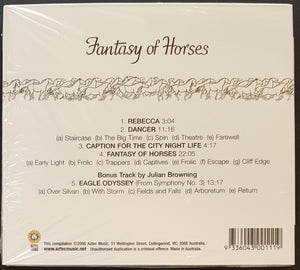 Fantasy of Horses
1. REBECCA 3:04
2. DANCER 11:16
(a) Staircase (b) The Big Time (c) Spin (d) Theatre (e) Farewell
3. CAPTION FOR THE CITY NIGHT LIFE 4:17
4. FANTASY OF HORSES 22:05
(a) Early Light (b) Frolic (c) Trappers (d) Captives (e) Frolic (f) Escape (g) Cliff Edge
Bonus Track by Julian Browning
5. EAGLE ODYSSEY (From Symphony No. 3) 13:17
(a) Over Silvan (b) With Storm (c) Fields and Falls (d) Arboretum (e) Return
This compilation ©2008 Aztec Music 51 Wellington Street, Collingwood, VIC 3066 Australia.
www.aztecmusic.net Unauthorised duplication is a criminal offence. Made in Australia.
9 336043 001119